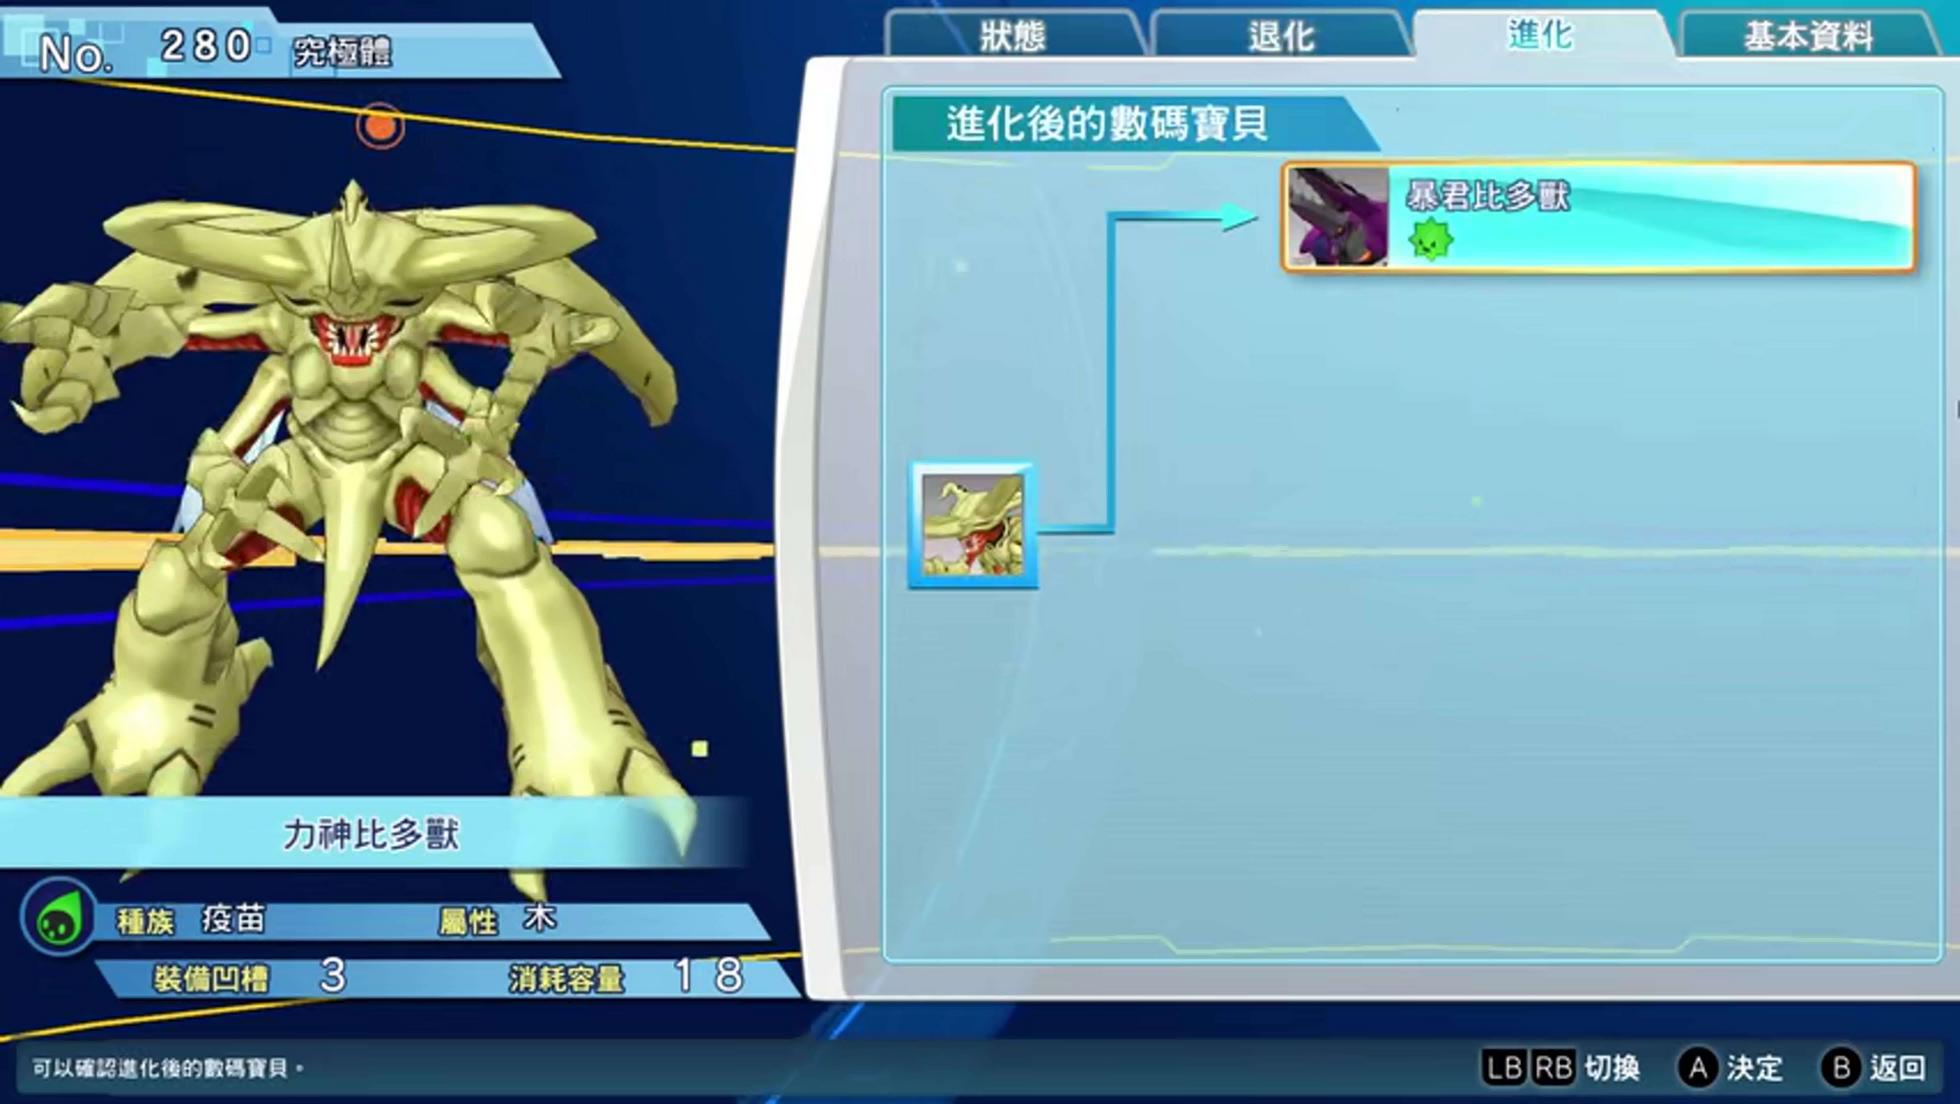 No. 280 究極體
狀態 退化 進化 基本資料
進化後的數碼寶貝
暴君比多獸
力神比多獸
種族 疫苗 屬性 木
裝備凹槽 3 消耗容量 18
可以確認進化後的數碼寶貝。
LB RB 切換 A 決定 B 返回